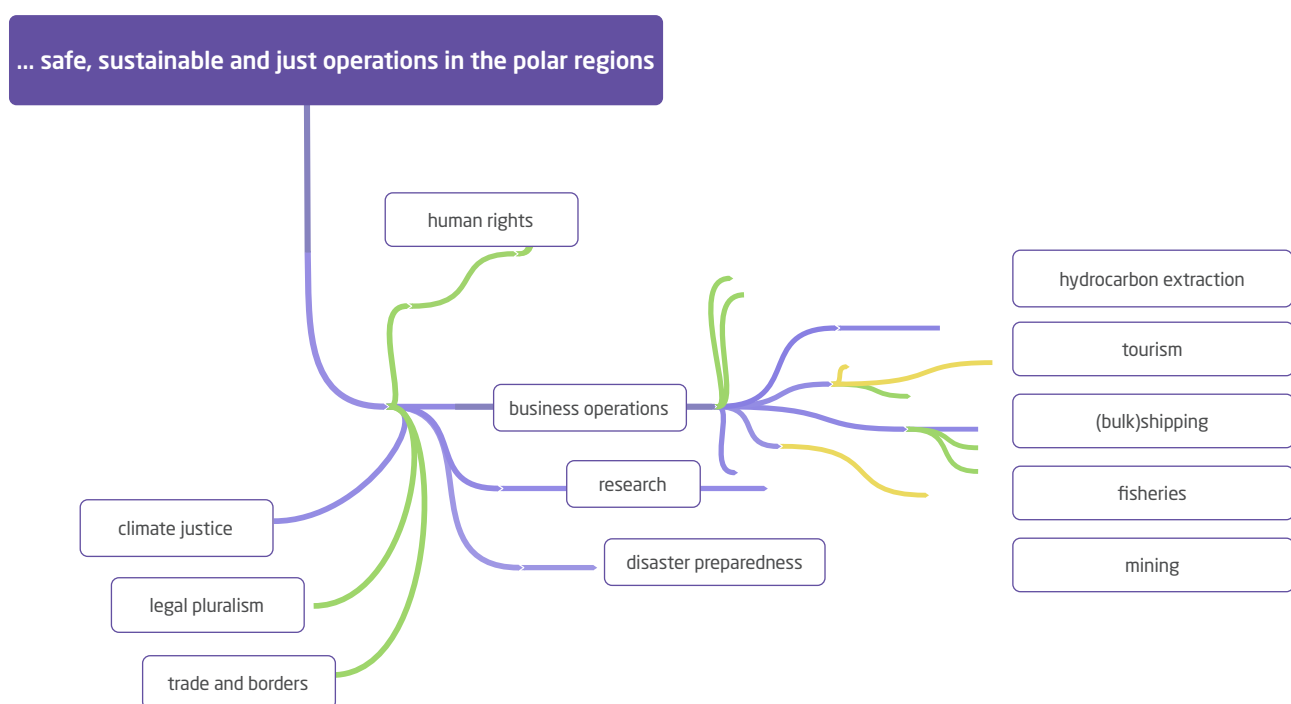 ... safe, sustainable and just operations in the polar regions
human rights
hydrocarbon extraction
tourism
business operations
(bulk)shipping
research
fisheries
climate justice
disaster preparedness
mining
legal pluralism
trade and borders